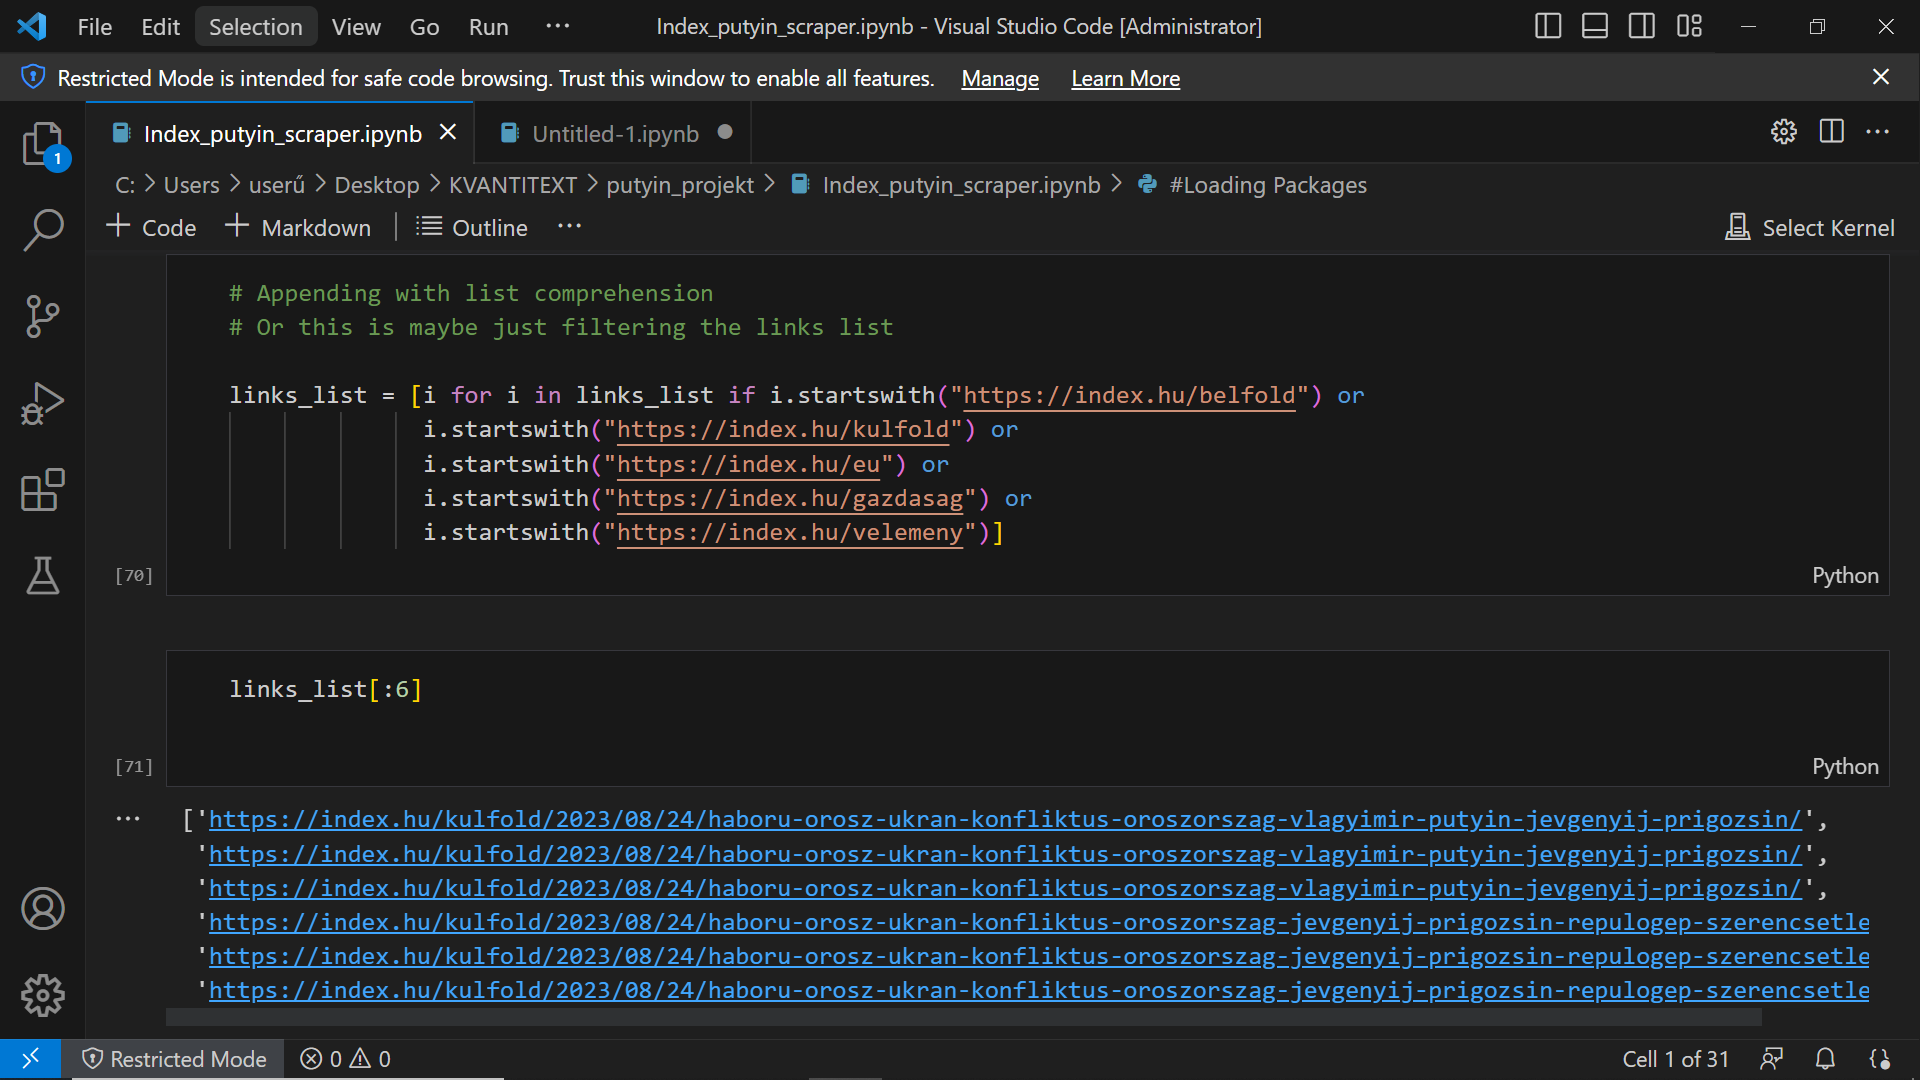 File Edit Selection View Go Run ··· Index_putyin_scraper.ipynb - Visual Studio Code [Administrator]
Restricted Mode is intended for safe code browsing. Trust this window to enable all features. Manage Learn More
Index_putyin_scraper.ipynb Untitled-1.ipynb
1
C: > Users > userű > Desktop > KVANTITEXT > putyin_projekt > Index_putyin_scraper.ipynb > #Loading Packages
+ Code + Markdown | Outline ··· Select Kernel
# Appending with list comprehension
# Or this is maybe just filtering the links list
links_list = [i for i in links_list if i.startswith("https://index.hu/belfold") or
i.startswith("https://index.hu/kulfold") or
i.startswith("https://index.hu/eu") or
i.startswith("https://index.hu/gazdasag") or
i.startswith("https://index.hu/velemeny")]
[70] Python
links_list[:6]
[71] Python
··· ['https://index.hu/kulfold/2023/08/24/haboru-orosz-ukran-konfliktus-oroszorszag-vlagyimir-putyin-jevgenyij-prigozsin/',
'https://index.hu/kulfold/2023/08/24/haboru-orosz-ukran-konfliktus-oroszorszag-vlagyimir-putyin-jevgenyij-prigozsin/',
'https://index.hu/kulfold/2023/08/24/haboru-orosz-ukran-konfliktus-oroszorszag-vlagyimir-putyin-jevgenyij-prigozsin/',
'https://index.hu/kulfold/2023/08/24/haboru-orosz-ukran-konfliktus-oroszorszag-jevgenyij-prigozsin-repulogep-szerencsetle
'https://index.hu/kulfold/2023/08/24/haboru-orosz-ukran-konfliktus-oroszorszag-jevgenyij-prigozsin-repulogep-szerencsetle
'https://index.hu/kulfold/2023/08/24/haboru-orosz-ukran-konfliktus-oroszorszag-jevgenyij-prigozsin-repulogep-szerencsetle
Restricted Mode 0 0 Cell 1 of 31